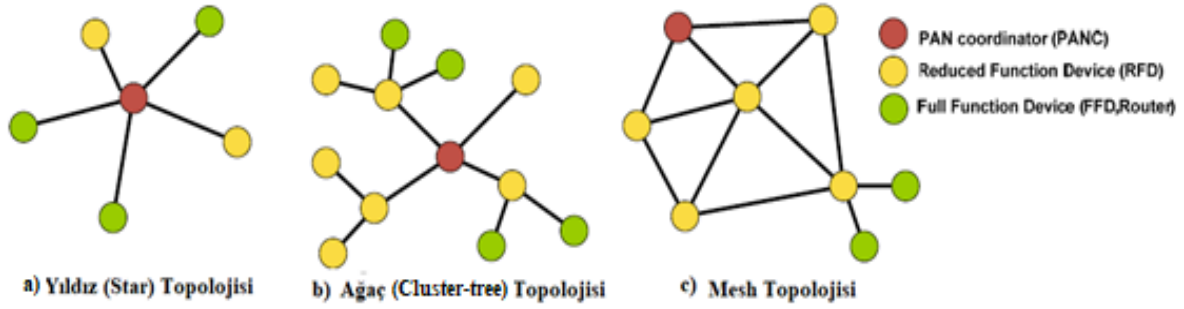 PAN coordinator (PANC)
Reduced Function Device (RFD)
Full Function Device (FFD,Router)
a) Yıldız (Star) Topolojisi
b) Ağaç (Cluster-tree) Topolojisi
c) Mesh Topolojisi